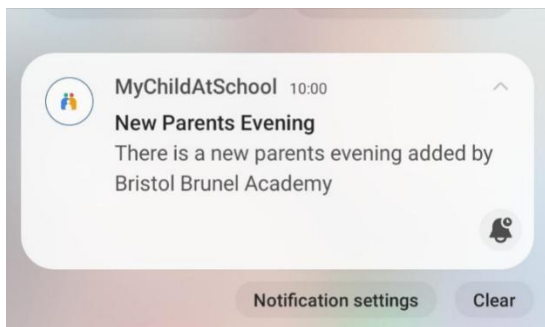 MyChildAtSchool 10:00
New Parents Evening
There is a new parents evening added by
Bristol Brunel Academy
Notification settings
Clear